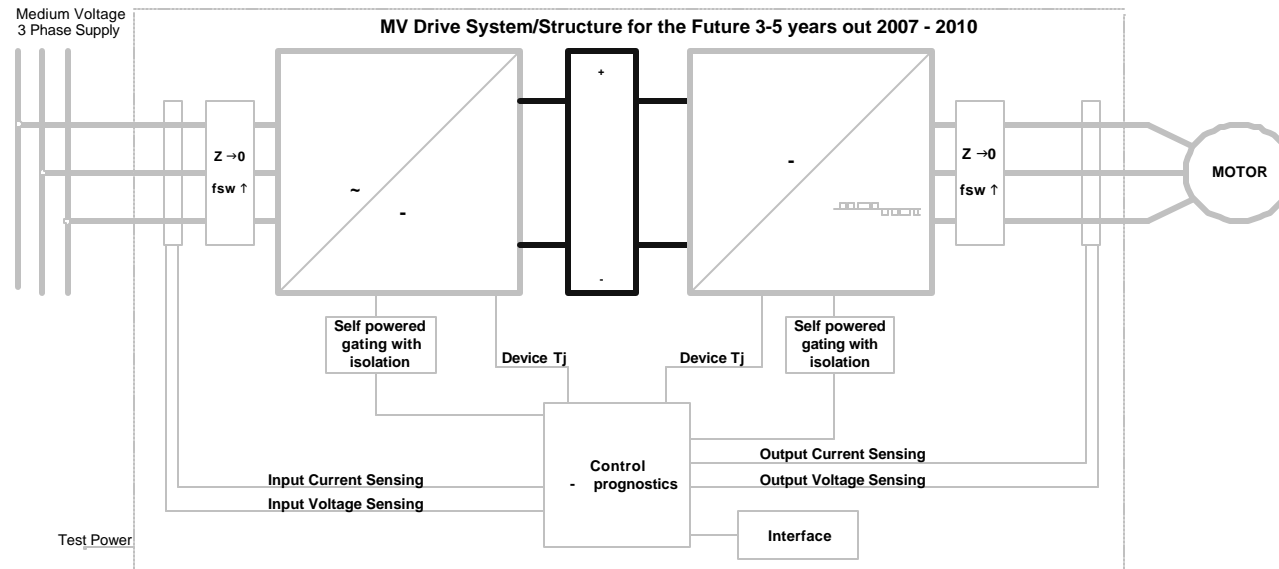 Medium Voltage
3 Phase Supply
MV Drive System/Structure for the Future 3-5 years out 2007 - 2010
+
-
Z →0
fsw ↑
~
-
-
Z →0
fsw ↑
MOTOR
Self powered
gating with
isolation
Device Tj
Device Tj
Self powered
gating with
isolation
Control
- prognostics
Input Current Sensing
Input Voltage Sensing
Output Current Sensing
Output Voltage Sensing
Test Power
Interface